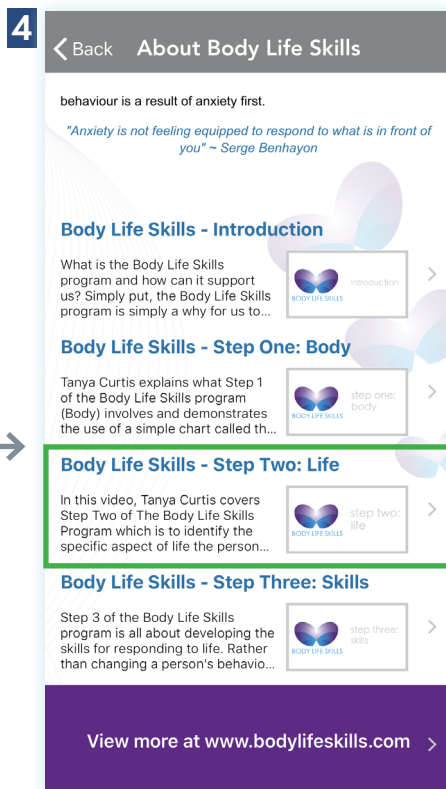 4
Back About Body Life Skills
behaviour is a result of anxiety first.
"Anxiety is not feeling equipped to respond to what is in front of
you" ~ Serge Benhayon
Body Life Skills - Introduction
What is the Body Life Skills
program and how can it support
us? Simply put, the Body Life Skills
program is simply a why for us to...
introduction
BODY LIFE SKILLS
Body Life Skills - Step One: Body
Tanya Curtis explains what Step 1
of the Body Life Skills program
(Body) involves and demonstrates
the use of a simple chart called th...
step one:
body
BODY LIFE SKILLS
Body Life Skills - Step Two: Life
In this video, Tanya Curtis covers
Step Two of The Body Life Skills
Program which is to identify the
specific aspect of life the person...
step two:
life
BODY LIFE SKILLS
Body Life Skills - Step Three: Skills
Step 3 of the Body Life Skills
program is all about developing the
skills for responding to life. Rather
than changing a person's behavio...
step three:
skills
BODY LIFE SKILLS
View more at www.bodylifeskills.com